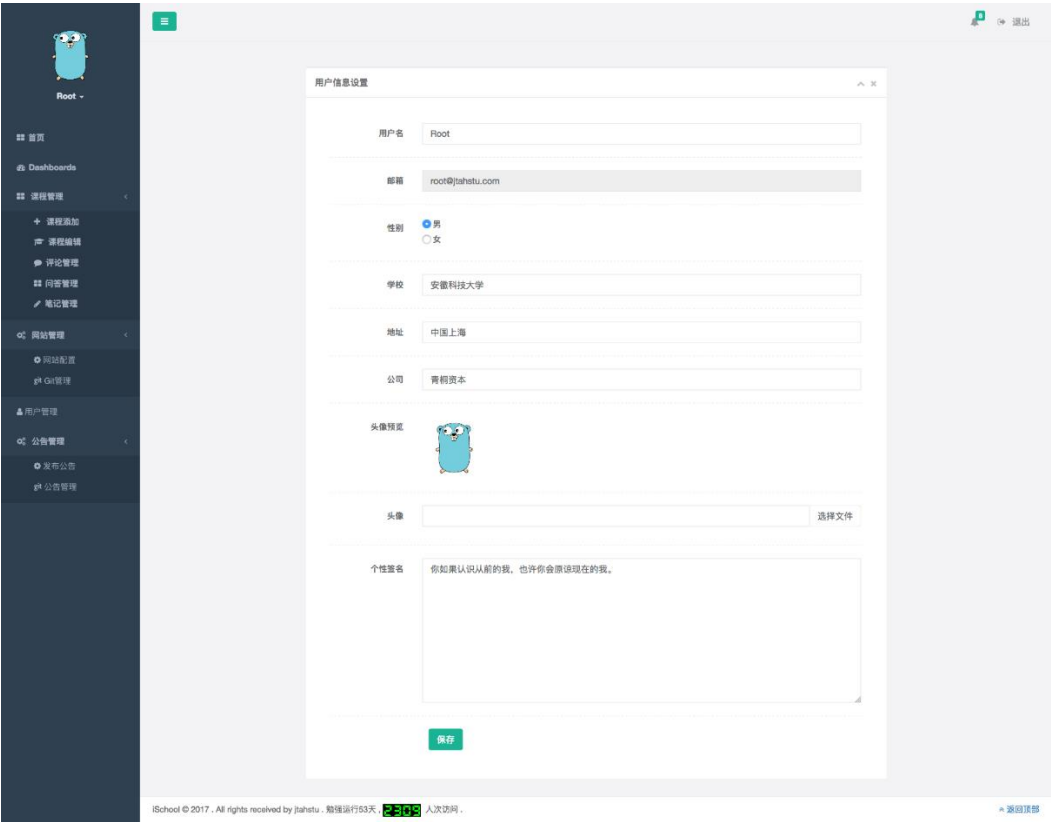 8
退出
Root
首页
Dashboards
课程管理
课程添加
课程编辑
评论管理
问答管理
笔记管理
网站管理
网站配置
git Git管理
用户管理
公告管理
发布公告
git 公告管理
用户信息设置
用户名 Root
邮箱 root@jtahstu.com
性别 男
女
学校 安徽科技大学
地址 中国上海
公司 青桐资本
头像预览
头像 选择文件
个性签名 你如果认识从前的我，也许你会原谅现在的我。
保存
iSchool © 2017 . All rights received by jtahstu . 勉强运行53天 , 2309 人次访问 .
返回顶部